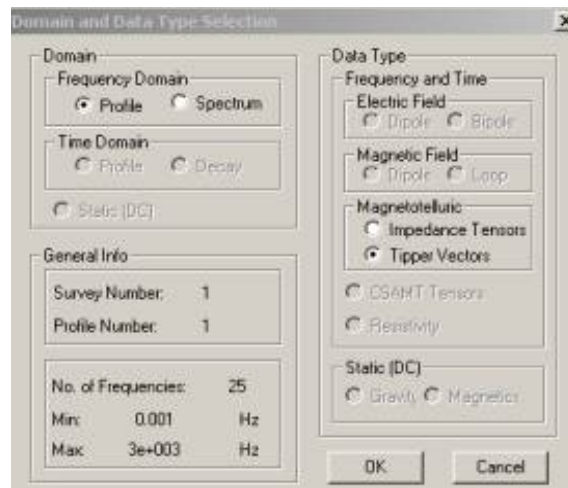 Domain and Data Type Selection
Domain
Frequency Domain
Profile Spectrum
Time Domain
Profile Decay
Static (DC)
General Info
Survey Number: 1
Profile Number: 1
No. of Frequencies: 25
Min: 0.001 Hz
Max: 3e+003 Hz
Data Type
Frequency and Time
Electric Field
Dipole Bipole
Magnetic Field
Dipole Loop
Magnetotelluric
Impedance Tensors
Tipper Vectors
CSAMT Tensors
Resistivity
Static (DC)
Gravity Magnetics
OK Cancel